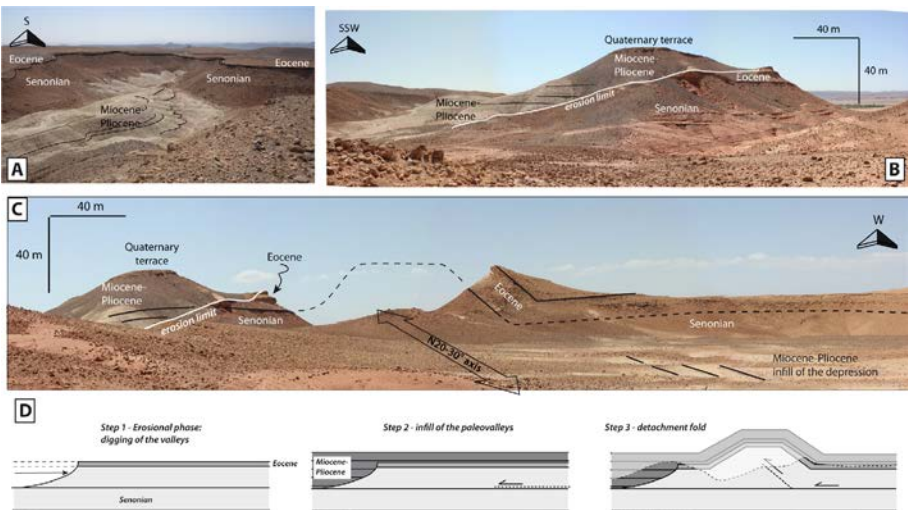 S
Eocene
Senonian
Senonian
Eocene
Miocene-
Pliocene
A
SSW
Quaternary terrace
40 m
40 m
Miocene-
Pliocene
Eocene
Miocene-
Pliocene
erosion limit
Senonian
B
C
40 m
40 m
W
Quaternary
terrace
Eocene
Miocene-
Pliocene
erosion limit
Senonian
Eocene
Senonian
N20-30° axis
Miocene-Pliocene
infill of the depression
D
Step 1 - Erosional phase:
digging of the valleys
Step 2 - infill of the paleovalleys
Step 3 - detachment fold
Eocene
Miocene-
Pliocene
Senonian